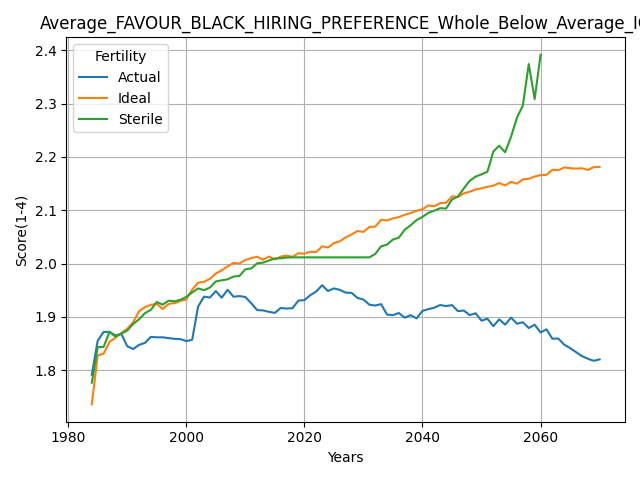 Average_FAVOUR_BLACK_HIRING_PREFERENCE_Whole_Below_Average_I
Fertility
Actual
Ideal
Sterile
2.4
2.3
2.2
2.1
2.0
1.9
1.8
Score(1-4)
1980
2000
2020
2040
2060
Years